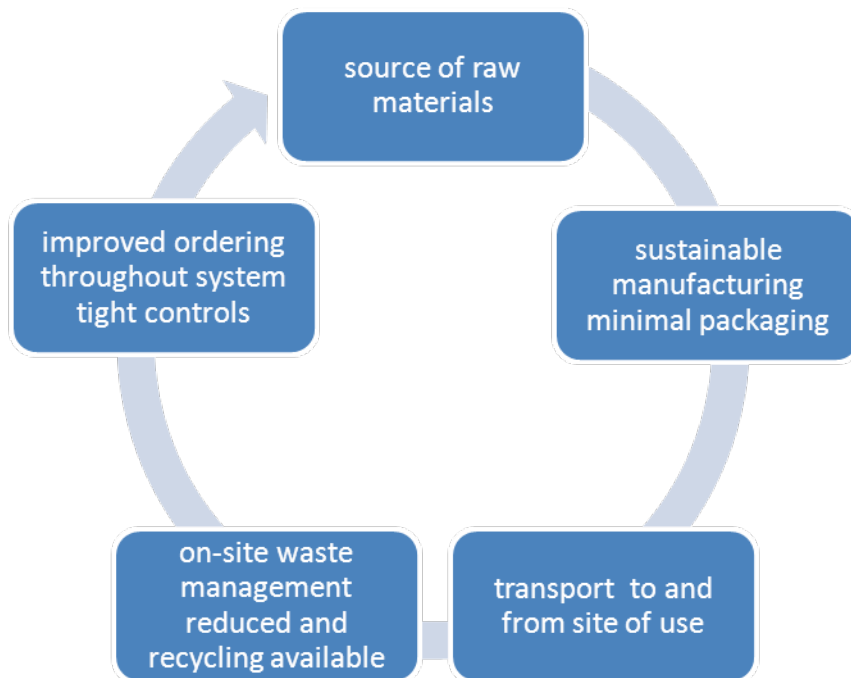 source of raw
materials
sustainable
manufacturing
minimal packaging
transport  to and
from site of use
on-site waste
management
reduced and
recycling available
improved ordering
throughout system
tight controls